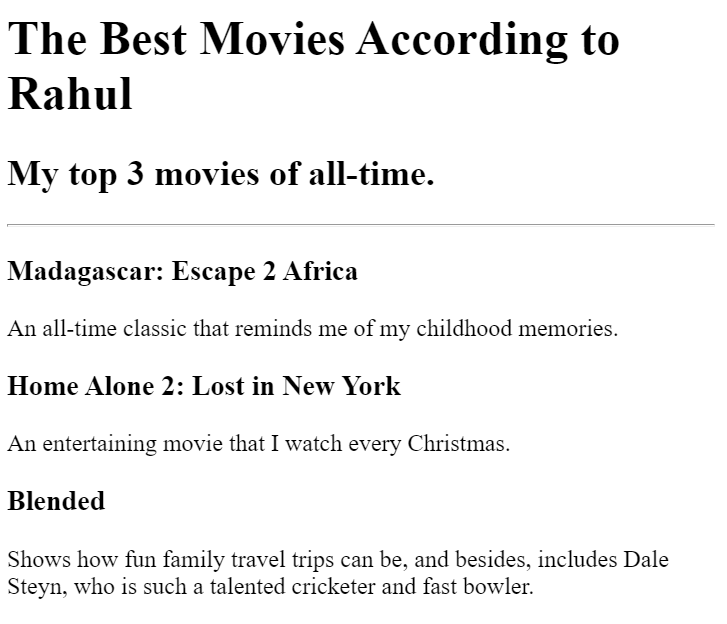 The Best Movies According to
Rahul
My top 3 movies of all-time.
Madagascar: Escape 2 Africa
An all-time classic that reminds me of my childhood memories.
Home Alone 2: Lost in New York
An entertaining movie that I watch every Christmas.
Blended
Shows how fun family travel trips can be, and besides, includes Dale
Steyn, who is such a talented cricketer and fast bowler.